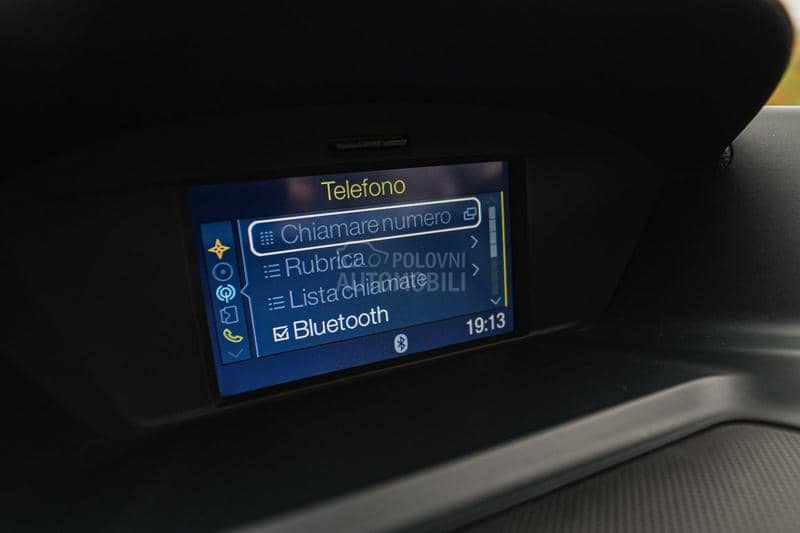 Telefono
Chiamare numero
Rubrica
Lista chiamate
Bluetooth
19:13
POLOVNI
AUTOMOBILI